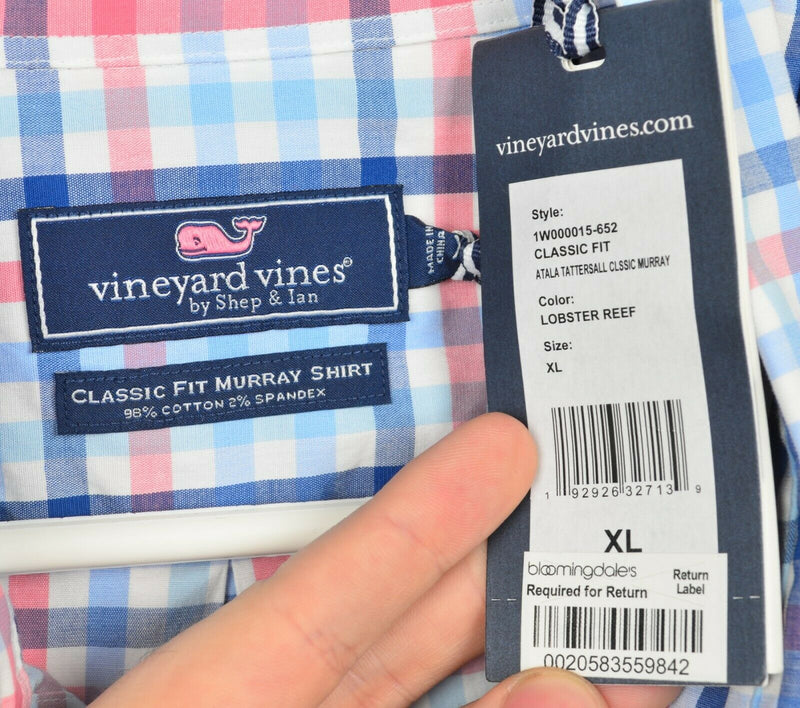 vineyard vines®
by Shep & Ian
MADE IN
CHINA
CLASSIC FIT MURRAY SHIRT
98% COTTON 2% SPANDEX
vineyardvines.com
Style:
1W000015-652
CLASSIC FIT
ATALA TATTERSALL CLSSIC MURRAY
Color:
LOBSTER REEF
Size:
XL
1 92926 32713 9
XL
bloomingdale's Return
Required for Return Label
0020583559842